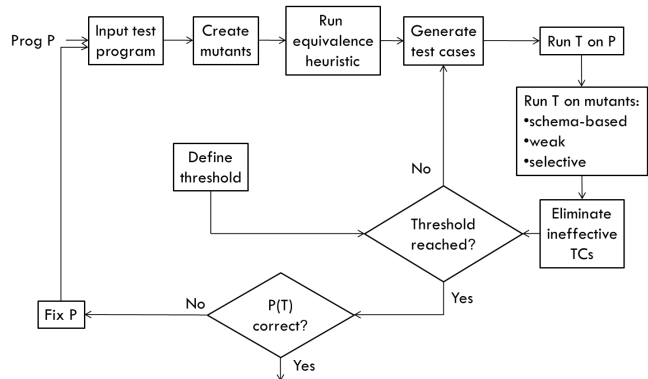 Prog P
Input test
program
Create
mutants
Run
equivalence
heuristic
Generate
test cases
Run T on P
Run T on mutants:
•schema-based
•weak
•selective
Define
threshold
No
Threshold
reached?
Eliminate
ineffective
TCs
Yes
No
P(T)
correct?
Fix P
Yes